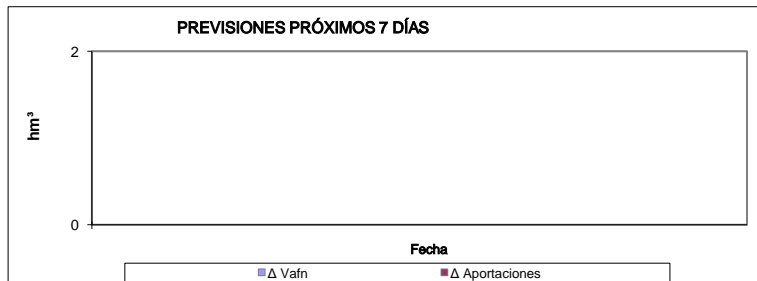 PREVISIONES PRÓXIMOS 7 DÍAS
2
hm³
0
Fecha
Δ Vafn Δ Aportaciones